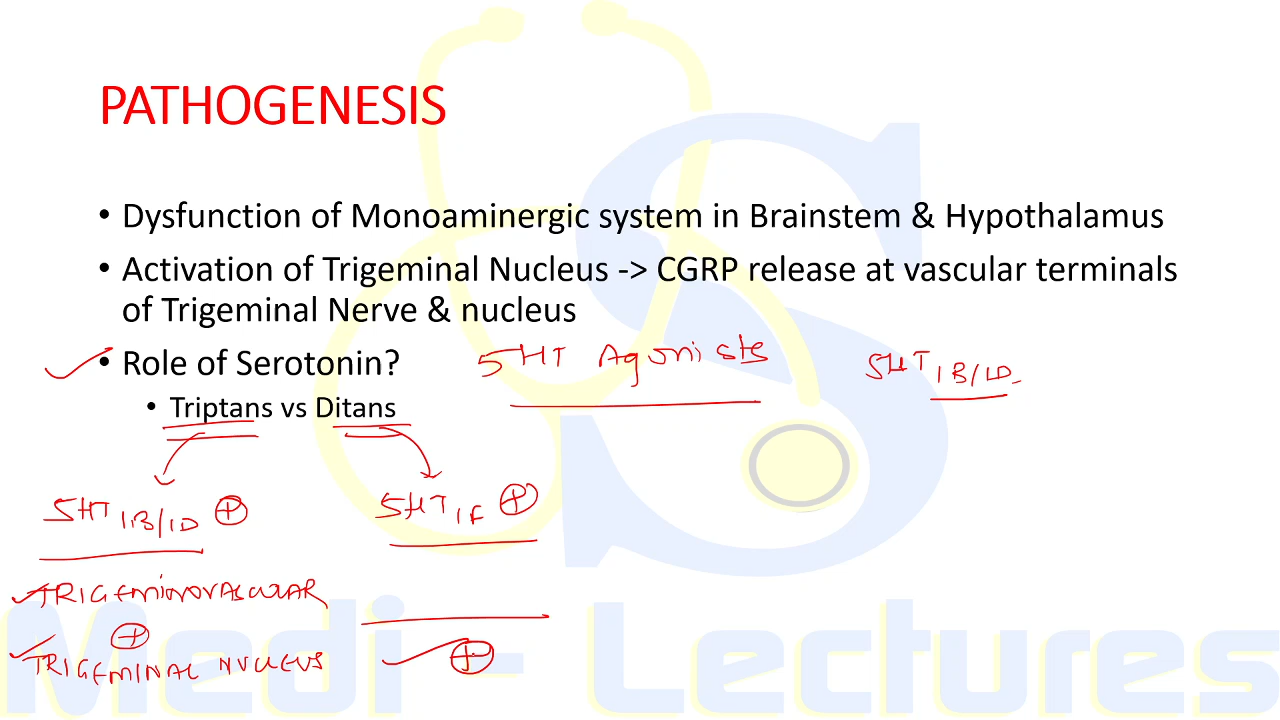 PATHOGENESIS
• Dysfunction of Monoaminergic system in Brainstem & Hypothalamus
• Activation of Trigeminal Nucleus -> CGRP release at vascular terminals
of Trigeminal Nerve & nucleus
• Role of Serotonin? 5HT Agonists 5HT 1B/1D
• Triptans vs Ditans
5HT 1B/1D ⊕ 5HT 1F ⊕
TRIGEMINOVASCULAR
⊕
TRIGEMINAL NUCLEUS ⊕
Medi - Lectures